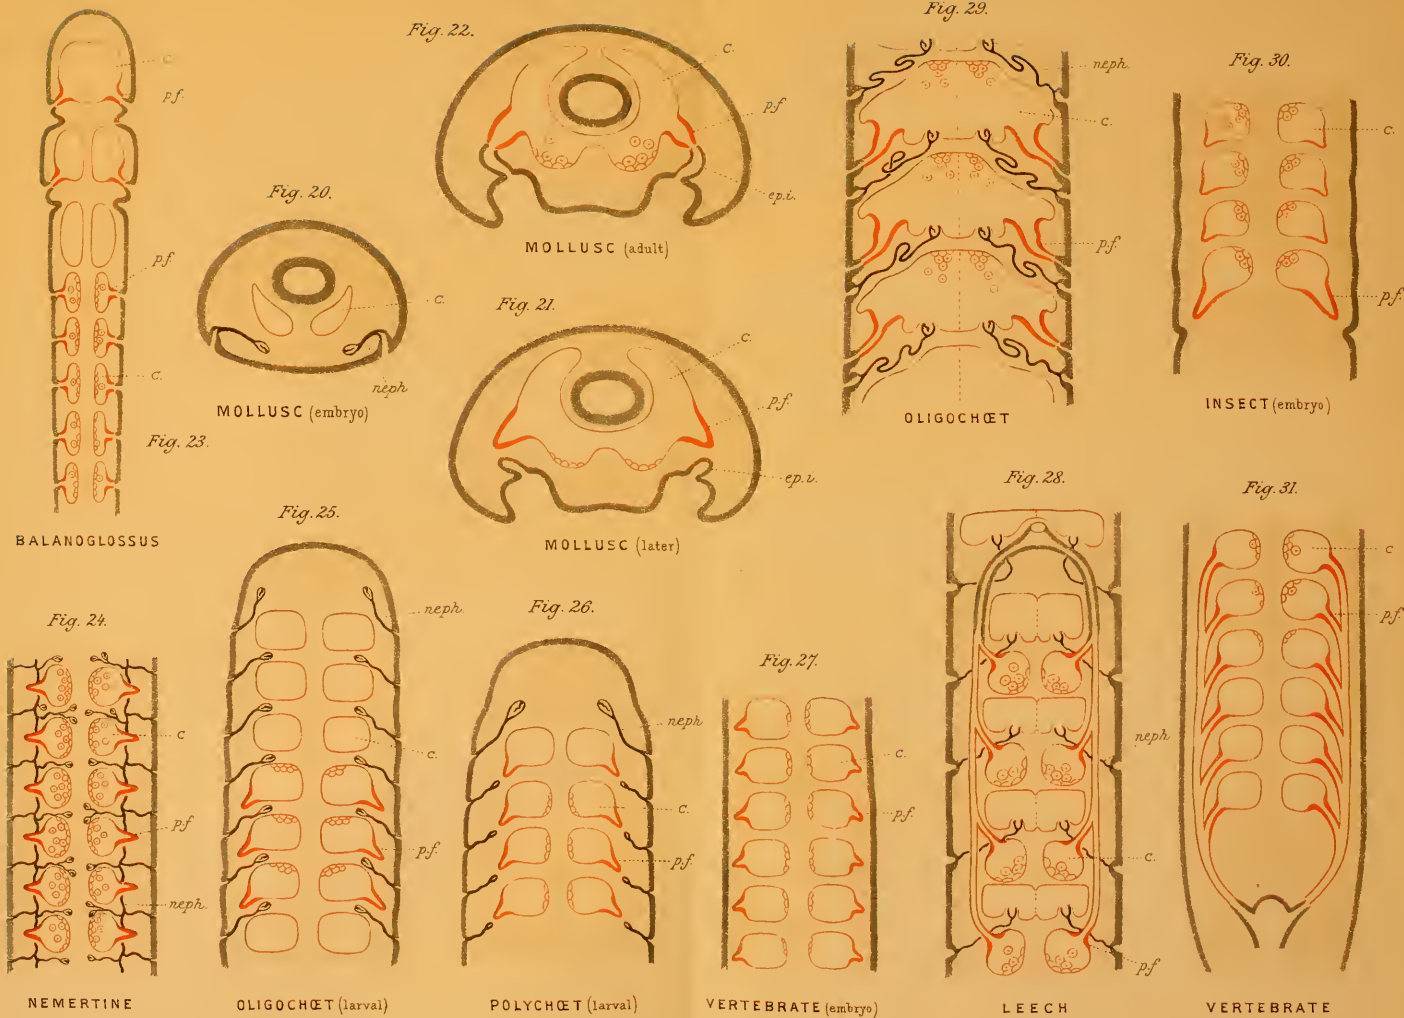 Fig. 22.
c.
p.f
ep.i.
MOLLUSC (adult)
Fig. 29.
neph.
c.
p.f
OLIGOCHŒT
Fig. 30.
c.
p.f
INSECT (embryo)
c.
p.f.
p.f
c.
Fig. 23.
BALANOGLOSSUS
Fig. 20.
c.
neph
MOLLUSC (embryo)
Fig. 21.
c.
p.f.
ep.i.
MOLLUSC (later)
Fig. 24.
c
p.f
neph.
NEMERTINE
Fig. 25.
neph.
c.
p.f.
OLIGOCHŒT (larval)
Fig. 26.
neph
c.
p.f.
POLYCHŒT (larval)
Fig. 27.
c.
p.f.
VERTEBRATE (embryo)
Fig. 28.
neph
c.
p.f
LEECH
Fig. 31.
c
p.f.
VERTEBRATE